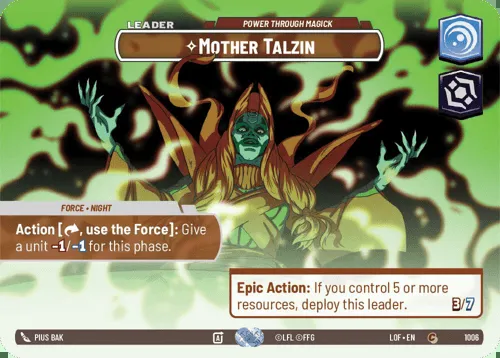 LEADER
POWER THROUGH MAGICK
MOTHER TALZIN
FORCE • NIGHT
Action [, use the Force]: Give
a unit -1/-1 for this phase.
Epic Action: If you control 5 or more
resources, deploy this leader.
3/7
PIUS BAK
A
©LFL ©FFG
LOF • EN
C
1006